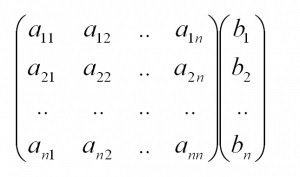 a11 a12 .. a1n b1
a21 a22 .. a2n b2
.. .. .. .. ..
an1 an2 .. ann bn